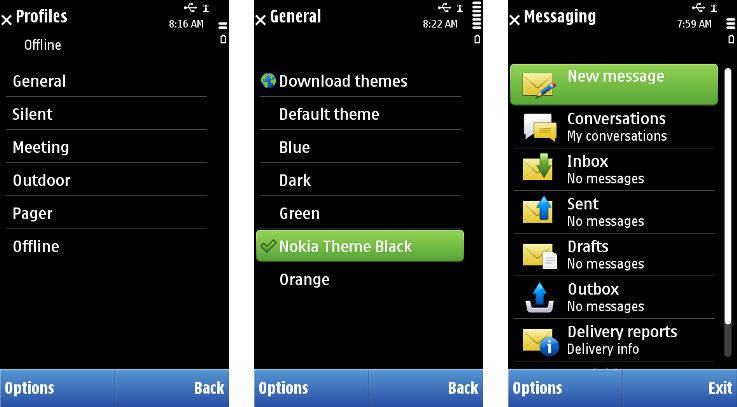 Profiles
8:16 AM
Offline
General
Silent
Meeting
Outdoor
Pager
Offline
Options
Back
General
8:22 AM
Download themes
Default theme
Blue
Dark
Green
Nokia Theme Black
Orange
Options
Back
Messaging
7:59 AM
New message
Conversations
My conversations
Inbox
No messages
Sent
No messages
Drafts
No messages
Outbox
No messages
Delivery reports
Delivery info
Options
Exit